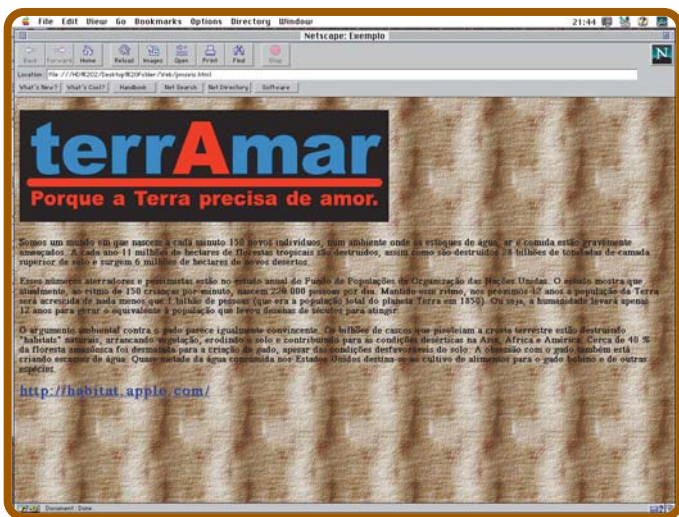 File Edit View Go Bookmarks Options Directory Window 21:44
Netscape: Exemplo
Back Forward Home Reload Images Open Print Find Stop
Location: file:///HD%202/Desktop%20Folder/Web/
What's New? What's Cool? Handbook Net Search Net Directory Software
terrAmar
Porque a Terra precisa de amor.
Somos um mundo em que nascem a cada minuto 150 novos indivíduos, num ambiente onde os estoques de água, ar e comida estão gravemente
ameaçados. A cada ano 11 milhões de hectares de florestas tropicais são destruídos, assim como são destruídos 28 bilhões de toneladas de camada
superior de solo e surgem 6 milhões de hectares de novos desertos.
Esses números aterradores e pessimistas estão no estudo anual do Fundo de Populações da Organização das Nações Unidas. O estudo mostra que
atualmente, ao ritmo de 150 crianças por minuto, nascem 220.000 pessoas por dia. Mantido esse ritmo, nos próximos 12 anos a população da Terra
será acrescida de nada menos que 1 bilhão de pessoas (que era a população total do planeta Terra em 1850). Ou seja, a humanidade levará apenas
12 anos para gerar o equivalente à população que levou dezenas de séculos para atingir.
O argumento ambiental contra o gado parece igualmente convincente. Os bilhões de cascos que pisoteiam a crosta terrestre estão destruindo
"habitats" naturais, arrancando vegetação, erodindo o solo e contribuindo para as condições desérticas na Ásia, África e América. Cerca de 40 %
da floresta amazônica foi desmatada para a criação de gado, apesar das condições desfavoráveis do solo. A obsessão com o gado também está
criando escassez de água. Quase metade da água consumida nos Estados Unidos destina-se ao cultivo de alimentos para o gado bovino e de outras
espécies.
http://habitat.apple.com/
Document: Done.